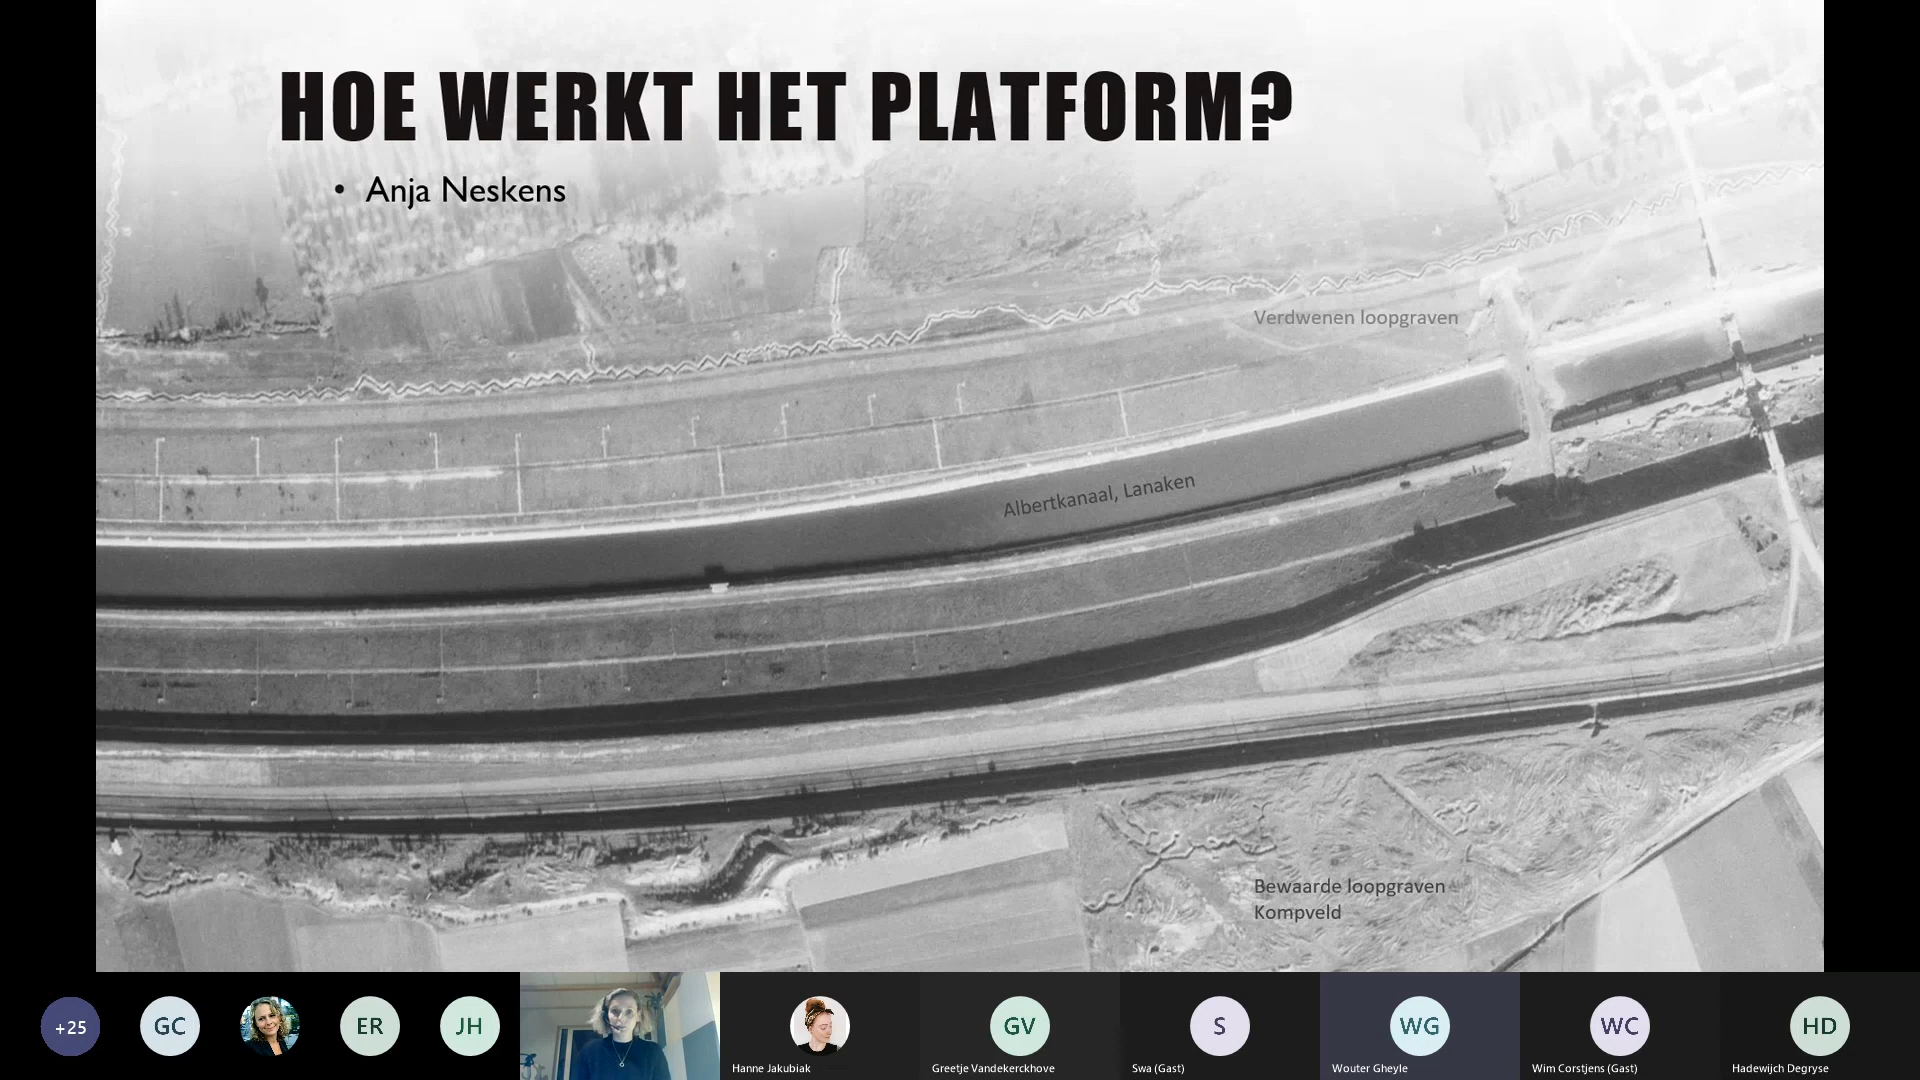 HOE WERKT HET PLATFORM?
• Anja Neskens
Verdwenen loopgraven
Albertkanaal, Lanaken
Bewaarde loopgraven
Kompveld
+25
GC
ER
JH
GV
S
WG
WC
HD
Hanne Jakubiak
Greetje Vandekerckhove
Swa (Gast)
Wouter Gheyle
Wim Corstjens (Gast)
Hadewijch Degryse